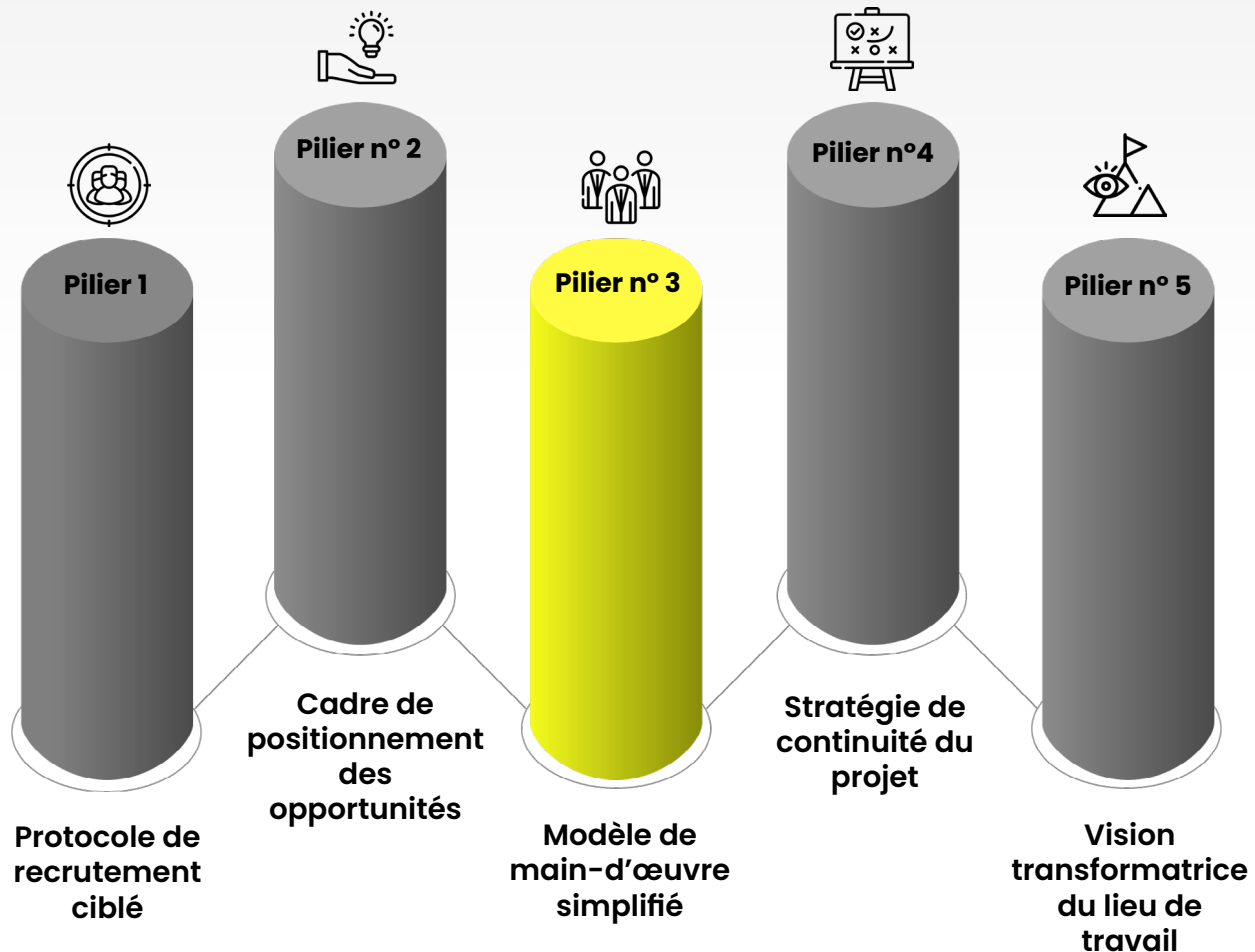 Pilier 1
Protocole de
recrutement
ciblé
Pilier n° 2
Cadre de
positionnement
des
opportunités
Pilier n° 3
Modèle de
main-d’œuvre
simplifié
Pilier n°4
Stratégie de
continuité du
projet
Pilier n° 5
Vision
transformatrice
du lieu de
travail